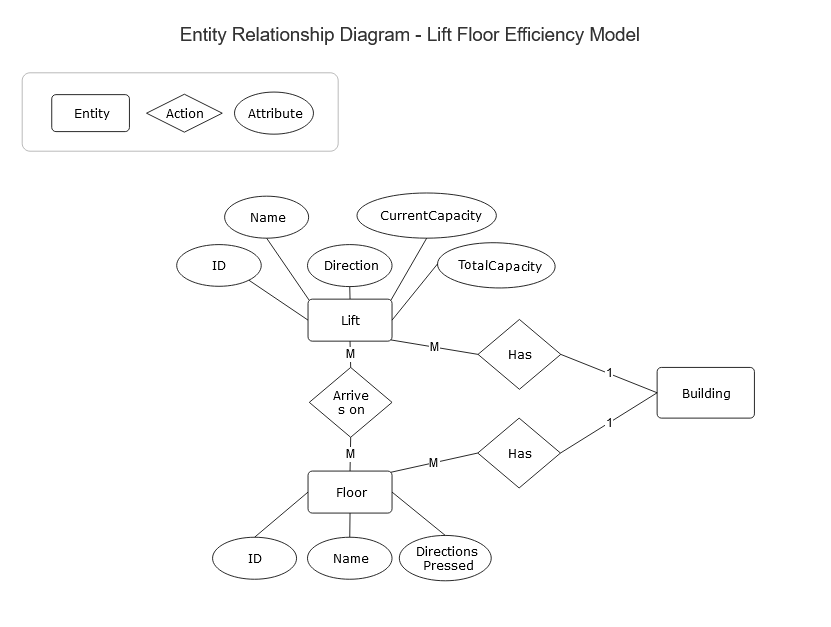 Entity Relationship Diagram - Lift Floor Efficiency Model
Entity
Action
Attribute
Name
CurrentCapacity
ID
Direction
TotalCapacity
Lift
M
M
Has
1
Arrive
s on
Building
M
M
Has
1
Floor
ID
Name
Directions
Pressed